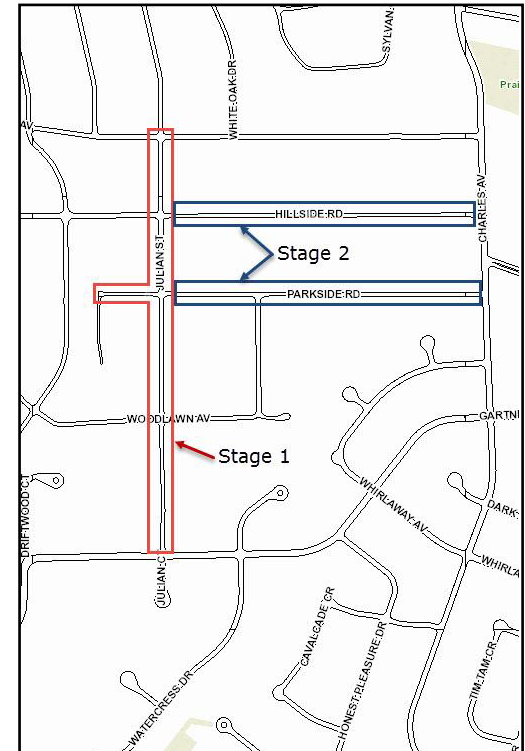 SYLVAN
WHITE OAK DR
Prai
AV
CHARLES AV
HILLSIDE RD
JULIAN ST
Stage 2
PARKSIDE RD
WOODLAWN AV
GARTN
Stage 1
WHIRLAWAY AV
DRIFTWOOD CT
DARK
WHIRLA
JULIAN C
CAVALCADE CR
HONEST PLEASURE DR
TIM TAM CR
WATERCRESS DR